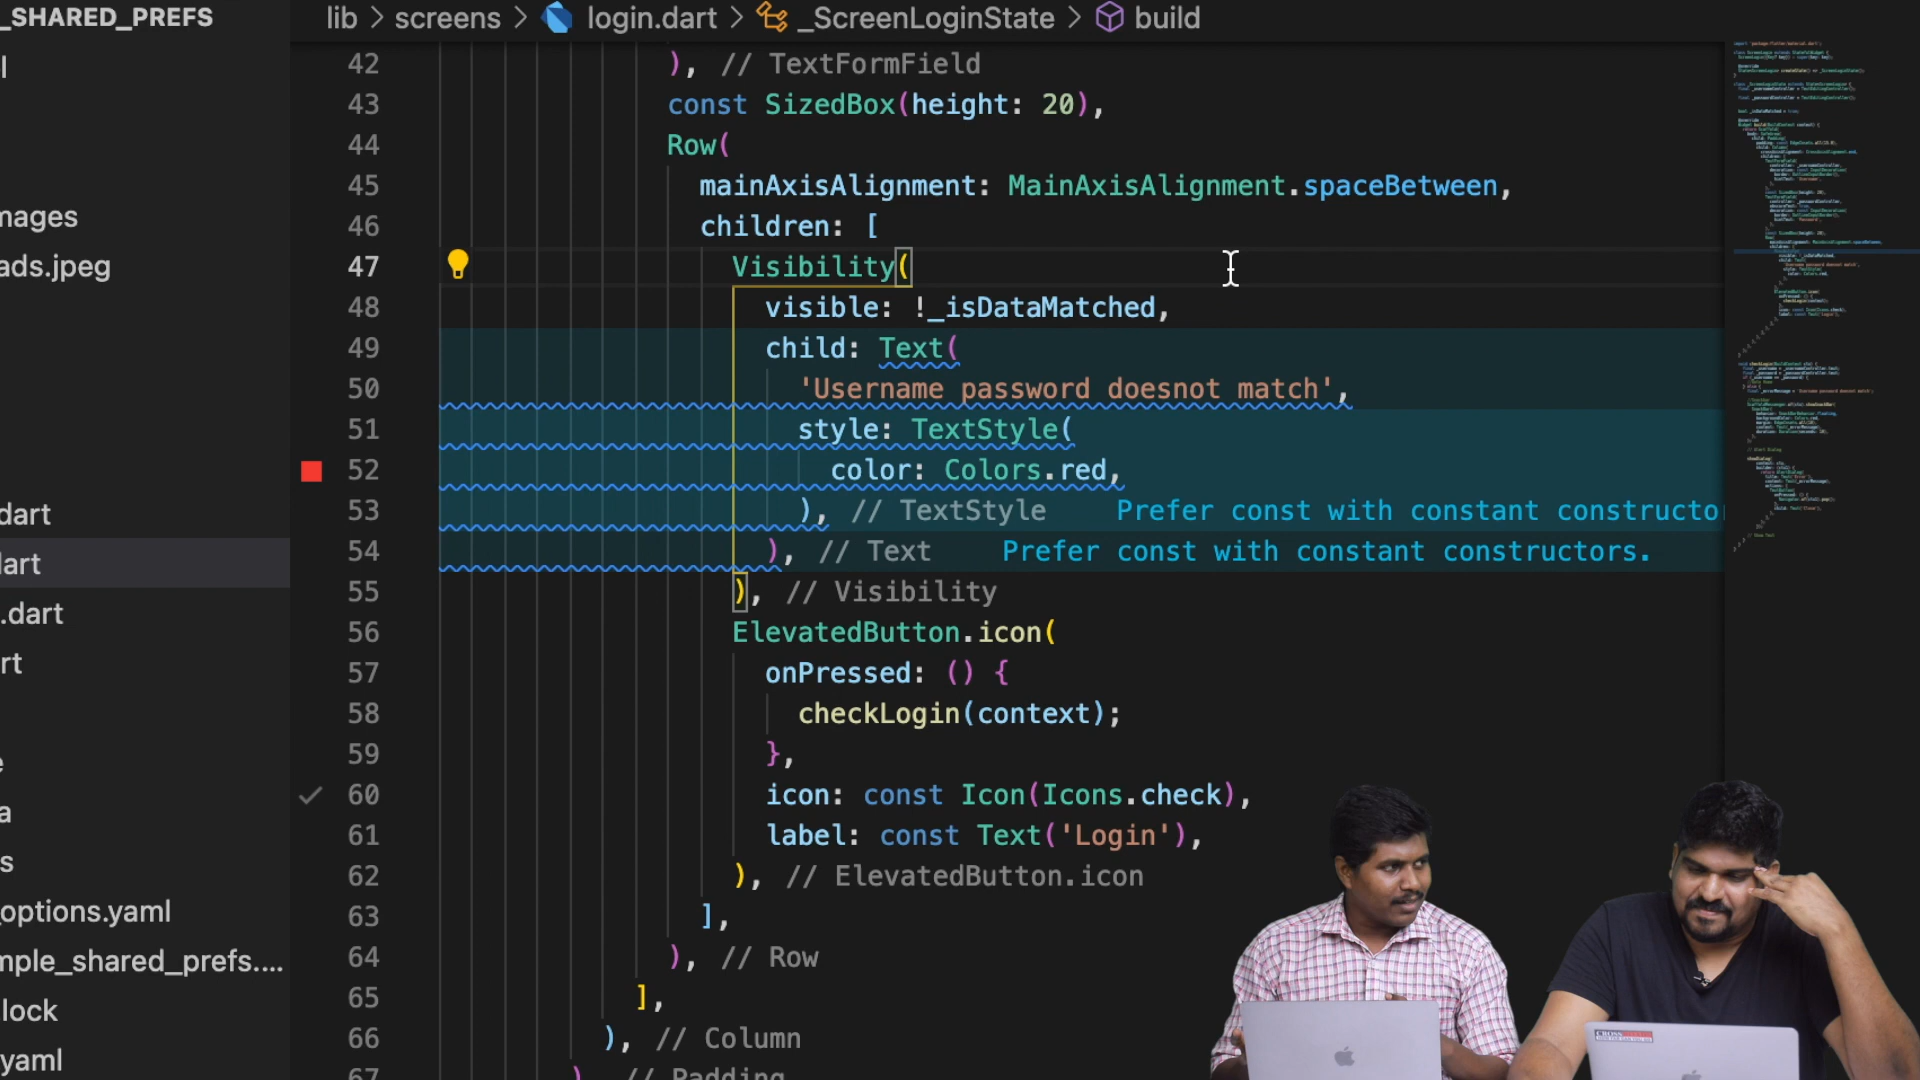 _SHARED_PREFS
lib > screens > login.dart > _ScreenLoginState > build
l
mages
ads.jpeg
dart
lart
.dart
rt
e
a
s
options.yaml
mple_shared_prefs....
lock
yaml
42 ), // TextFormField
43 const SizedBox(height: 20),
44 Row(
45 mainAxisAlignment: MainAxisAlignment.spaceBetween,
46 children: [
47 Visibility(
48 visible: !_isDataMatched,
49 child: Text(
50 'Username password doesnot match',
51 style: TextStyle(
52 color: Colors.red,
53 ), // TextStyle Prefer const with constant constructo
54 ), // Text Prefer const with constant constructors.
55 ), // Visibility
56 ElevatedButton.icon(
57 onPressed: () {
58 checkLogin(context);
59 },
60 icon: const Icon(Icons.check),
61 label: const Text('Login'),
62 ), // ElevatedButton.icon
63 ],
64 ), // Row
65 ],
66 ), // Column
67 ) // Padding